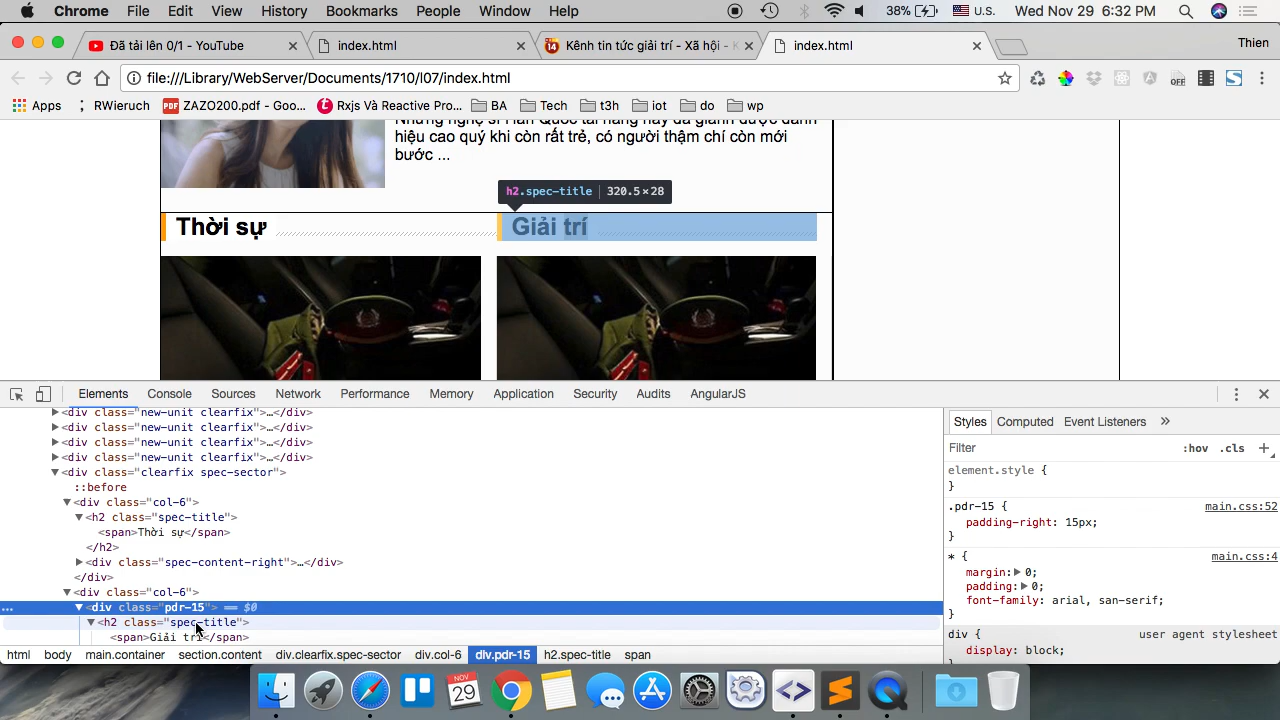 Chrome File Edit View History Bookmarks People Window Help 38% U.S. Wed Nov 29 6:32 PM
Đã tải lên 0/1 - YouTube index.html Kênh tin tức giải trí - Xã hội - K index.html Thien
file:///Library/WebServer/Documents/1710/l07/index.html
Apps RWieruch ZAZO200.pdf - Goo... Rxjs Và Reactive Pro... BA Tech t3h iot do wp
hiệu cao quý khi còn rất trẻ, có người thậm chí còn mới
bước ...
h2.spec-title 320.5 × 28
Thời sự Giải trí
Elements Console Sources Network Performance Memory Application Security Audits AngularJS
<div class="new-unit clearfix">…</div>
<div class="new-unit clearfix">…</div>
<div class="new-unit clearfix">…</div>
<div class="new-unit clearfix">…</div>
<div class="clearfix spec-sector">
::before
<div class="col-6">
<h2 class="spec-title">
<span>Thời sự</span>
</h2>
<div class="spec-content-right">…</div>
</div>
<div class="col-6">
<div class="pdr-15"> == $0
<h2 class="spec-title">
<span>Giải trí</span>
html body main.container section.content div.clearfix.spec-sector div.col-6 div.pdr-15 h2.spec-title span
Styles Computed Event Listeners »
Filter :hov .cls +
element.style {
}
.pdr-15 { main.css:52
padding-right: 15px;
}
* { main.css:4
margin: 0;
padding: 0;
font-family: arial, san-serif;
}
div { user agent stylesheet
display: block;
NOV
29